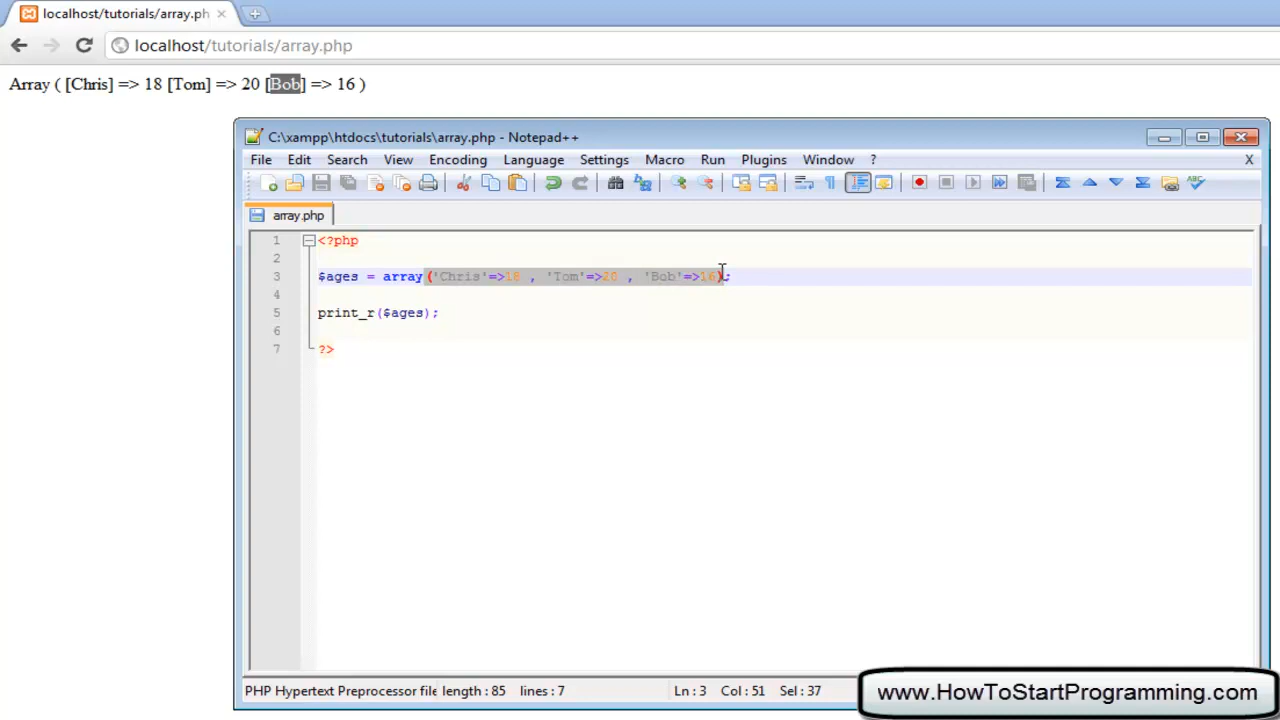 localhost/tutorials/array.ph
localhost/tutorials/array.php
Array ( [Chris] => 18 [Tom] => 20 [Bob] => 16 )
C:\xampp\htdocs\tutorials\array.php - Notepad++
File Edit Search View Encoding Language Settings Macro Run Plugins Window ? X
array.php
1 <?php
2
3 $ages = array('Chris'=>18 , 'Tom'=>20 , 'Bob'=>16);
4
5 print_r($ages);
6
7 ?>
PHP Hypertext Preprocessor file length : 85 lines : 7 Ln : 3 Col : 51 Sel : 37
www.HowToStartProgramming.com